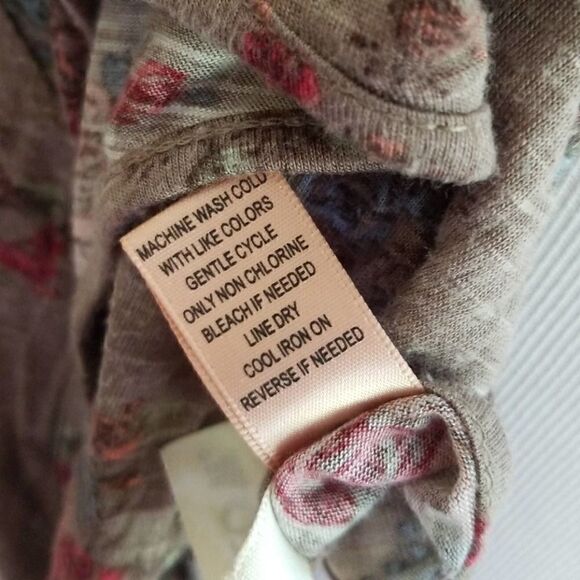 MACHINE WASH COLD
WITH LIKE COLORS
GENTLE CYCLE
ONLY NON CHLORINE
BLEACH IF NEEDED
LINE DRY
COOL IRON ON
REVERSE IF NEEDED